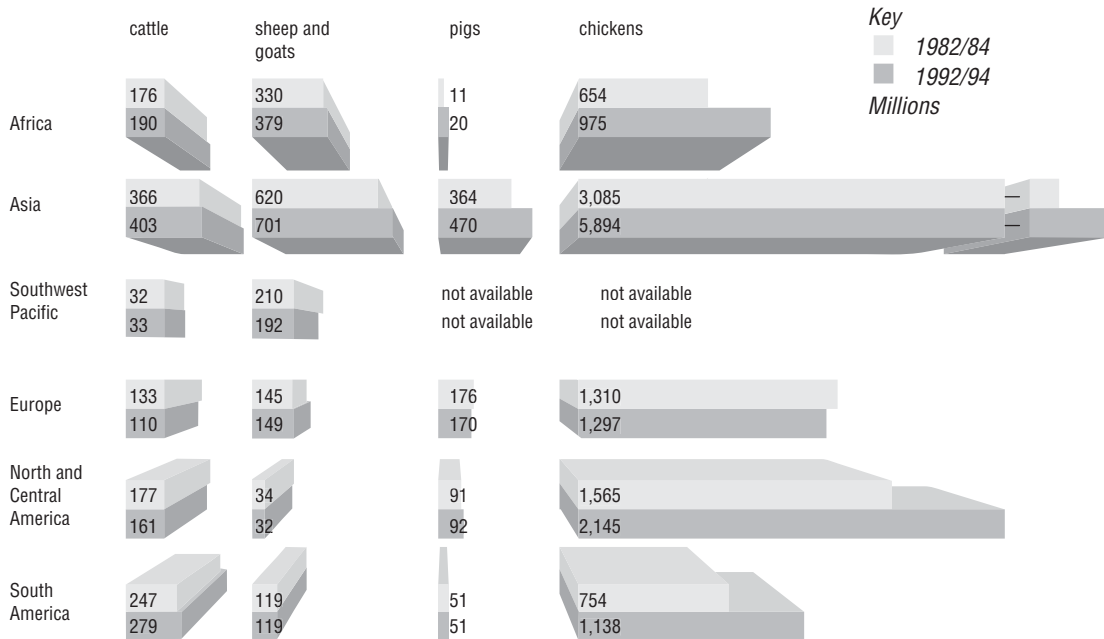 cattle
sheep and
goats
pigs
chickens
Key
1982/84
1992/94
Millions
Africa
176
190
330
379
11
20
654
975
Asia
366
403
620
701
364
470
3,085
5,894
Southwest
Pacific
32
33
210
192
not available
not available
not available
not available
Europe
133
110
145
149
176
170
1,310
1,297
North and
Central
America
177
161
34
32
91
92
1,565
2,145
South
America
247
279
119
119
51
51
754
1,138